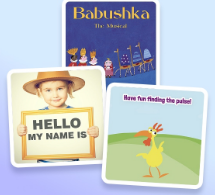 Babushka
The Musical
Have fun finding the pulse!
HELLO
MY NAME IS